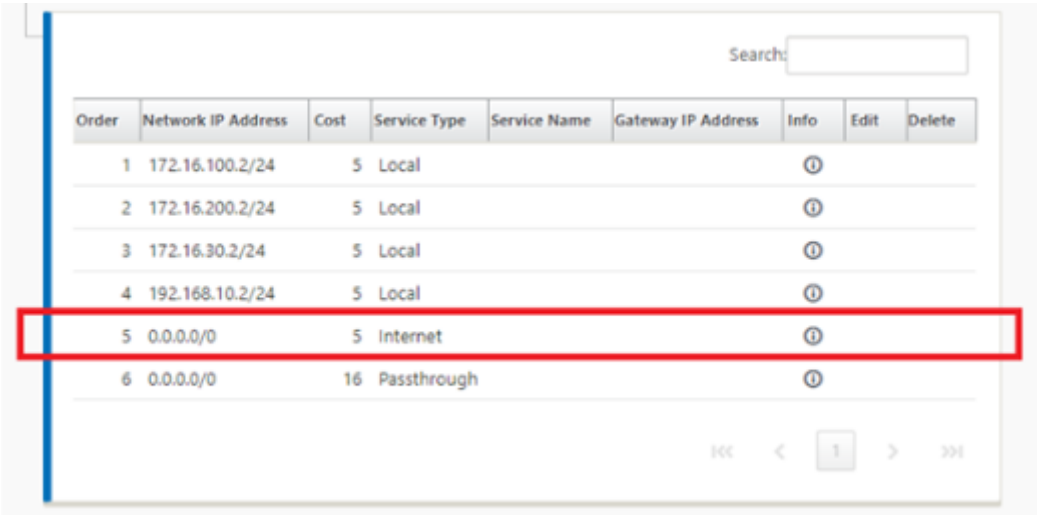 Search:
Order Network IP Address Cost Service Type Service Name Gateway IP Address Info Edit Delete
1 172.16.100.2/24 5 Local
2 172.16.200.2/24 5 Local
3 172.16.30.2/24 5 Local
4 192.168.10.2/24 5 Local
5 0.0.0.0/0 5 Internet
6 0.0.0.0/0 16 Passthrough
1